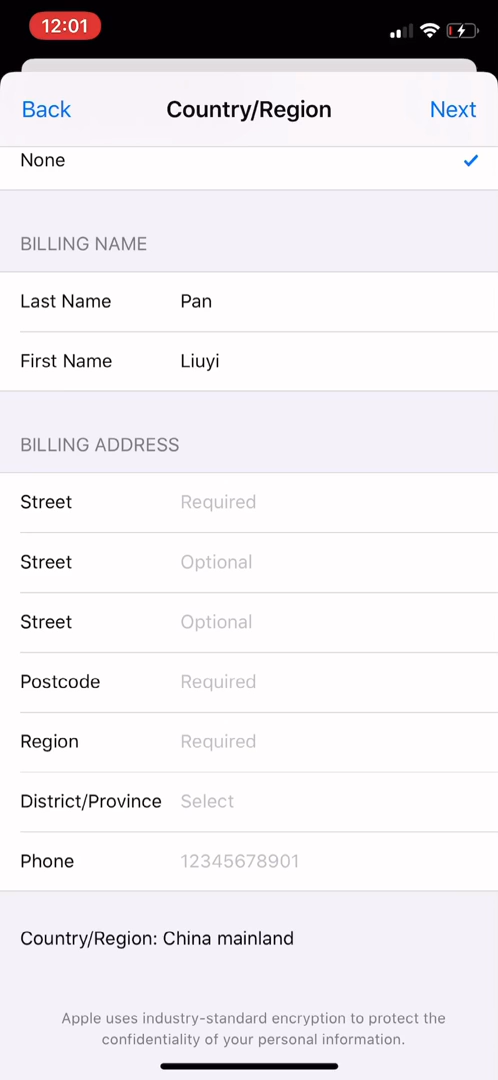 12:01
Back Country/Region Next
None
BILLING NAME
Last Name Pan
First Name Liuyi
BILLING ADDRESS
Street Required
Street Optional
Street Optional
Postcode Required
Region Required
District/Province Select
Phone 12345678901
Country/Region: China mainland
Apple uses industry-standard encryption to protect the
confidentiality of your personal information.